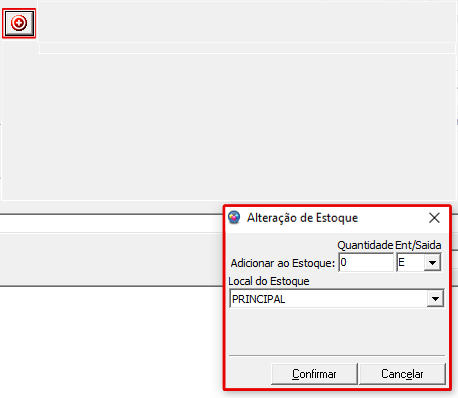 Alteração de Estoque
Quantidade Ent/Saida
Adicionar ao Estoque: 0 E
Local do Estoque
PRINCIPAL
Confirmar Cancelar